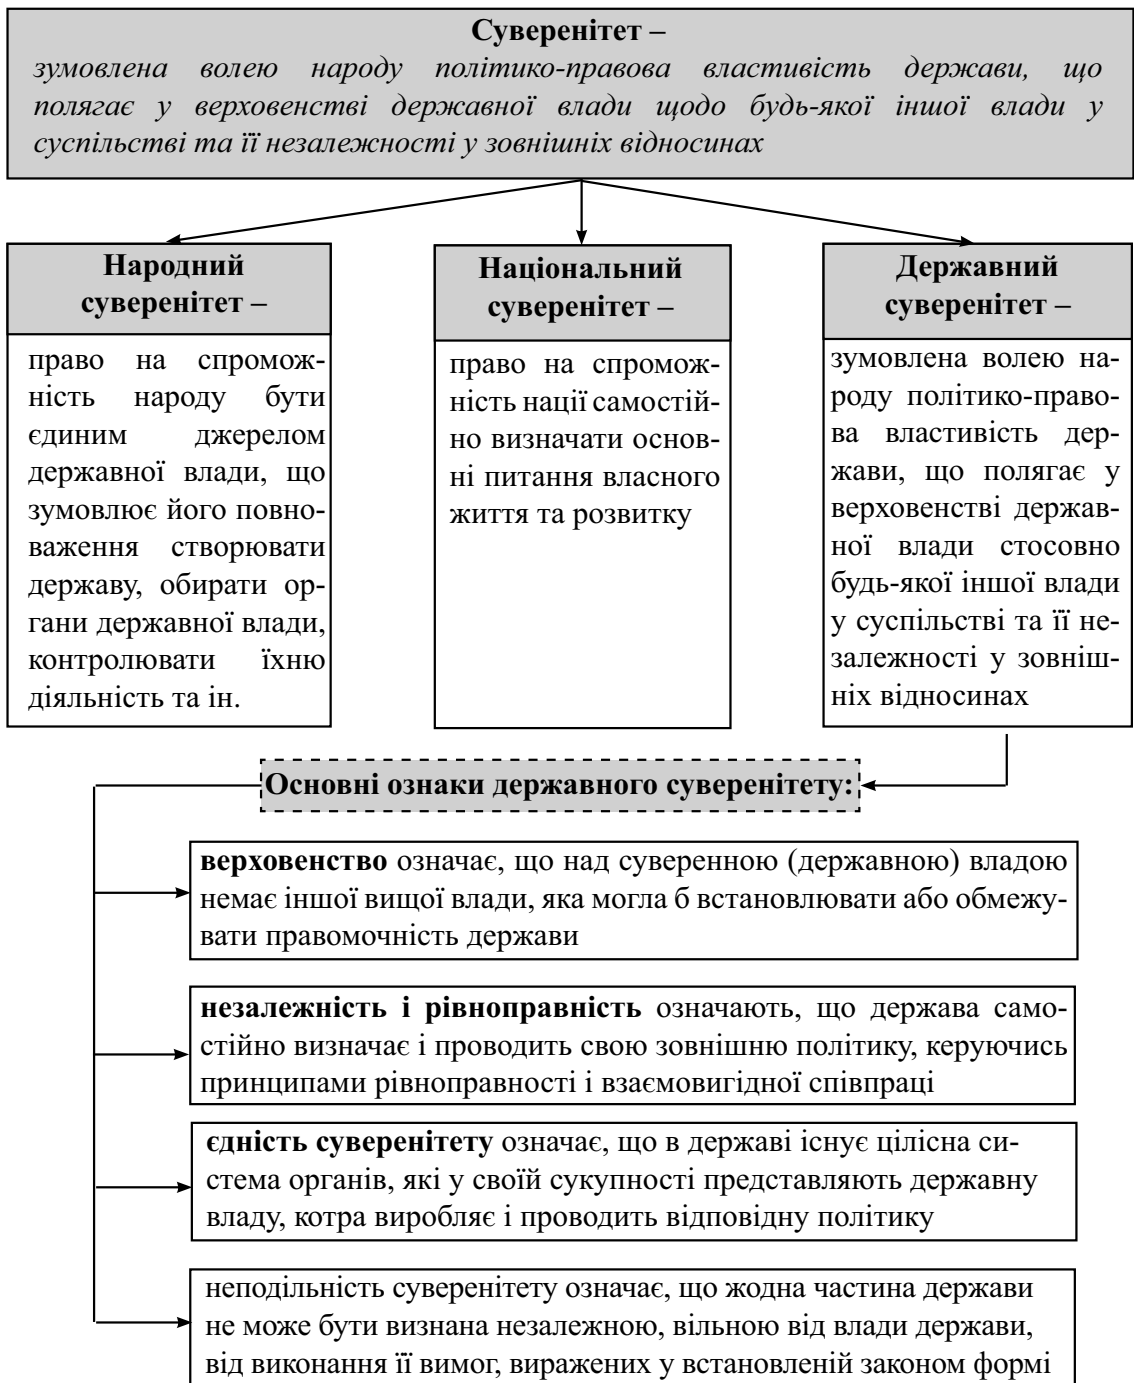 Суверенітет –
зумовлена волею народу політико-правова властивість держави, що
полягає у верховенстві державної влади щодо будь-якої іншої влади у
суспільстві та її незалежності у зовнішніх відносинах
Народний
суверенітет –
право на спромож-
ність народу бути
єдиним джерелом
державної влади, що
зумовлює його повно-
важення створювати
державу, обирати ор-
гани державної влади,
контролювати їхню
діяльність та ін.
Національний
суверенітет –
право на спромож-
ність нації самостій-
но визначати основ-
ні питання власного
життя та розвитку
Державний
суверенітет –
зумовлена волею на-
роду політико-право-
ва властивість дер-
жави, що полягає у
верховенстві держав-
ної влади стосовно
будь-якої іншої влади
у суспільстві та її не-
залежності у зовніш-
ніх відносинах
Основні ознаки державного суверенітету:
верховенство означає, що над суверенною (державною) владою
немає іншої вищої влади, яка могла б встановлювати або обмежу-
вати правомочність держави
незалежність і рівноправність означають, що держава само-
стійно визначає і проводить свою зовнішню політику, керуючись
принципами рівноправності і взаємовигідної співпраці
єдність суверенітету означає, що в державі існує цілісна си-
стема органів, які у своїй сукупності представляють державну
владу, котра виробляє і проводить відповідну політику
неподільність суверенітету означає, що жодна частина держави
не може бути визнана незалежною, вільною від влади держави,
від виконання її вимог, виражених у встановленій законом формі